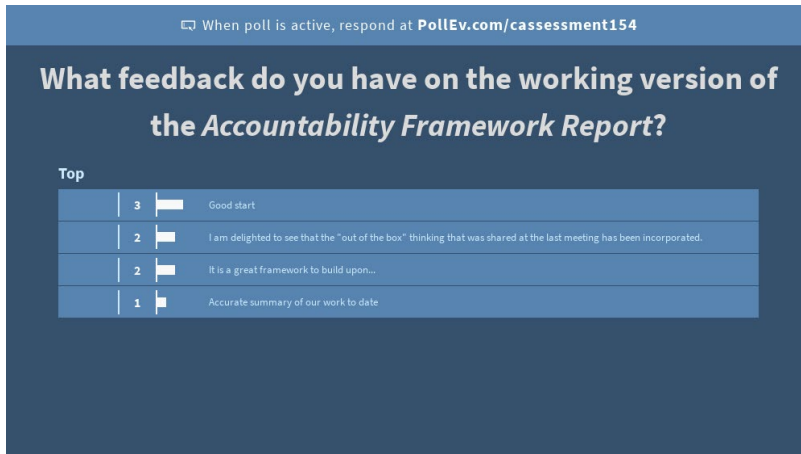 When poll is active, respond at PollEv.com/cassessment154
What feedback do you have on the working version of
the Accountability Framework Report?
Top
3 Good start
2 I am delighted to see that the "out of the box" thinking that was shared at the last meeting has been incorporated.
2 It is a great framework to build upon...
1 Accurate summary of our work to date